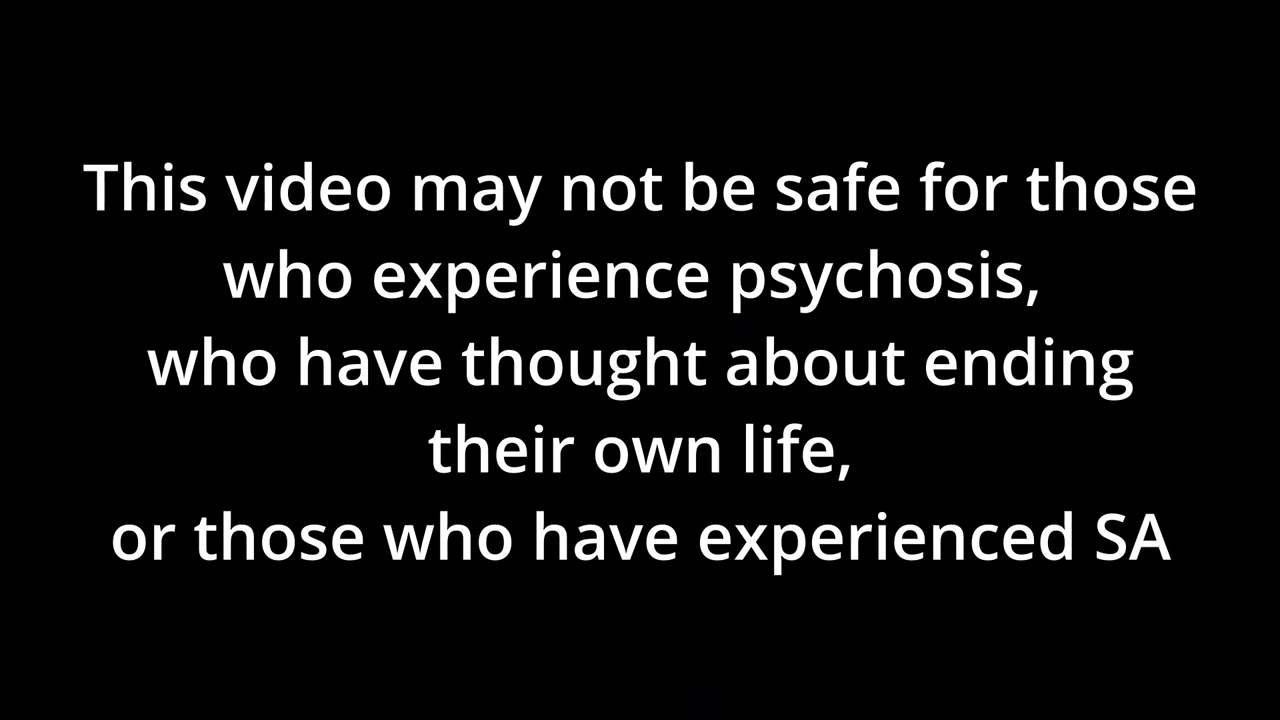 This video may not be safe for those
who experience psychosis,
who have thought about ending
their own life,
or those who have experienced SA